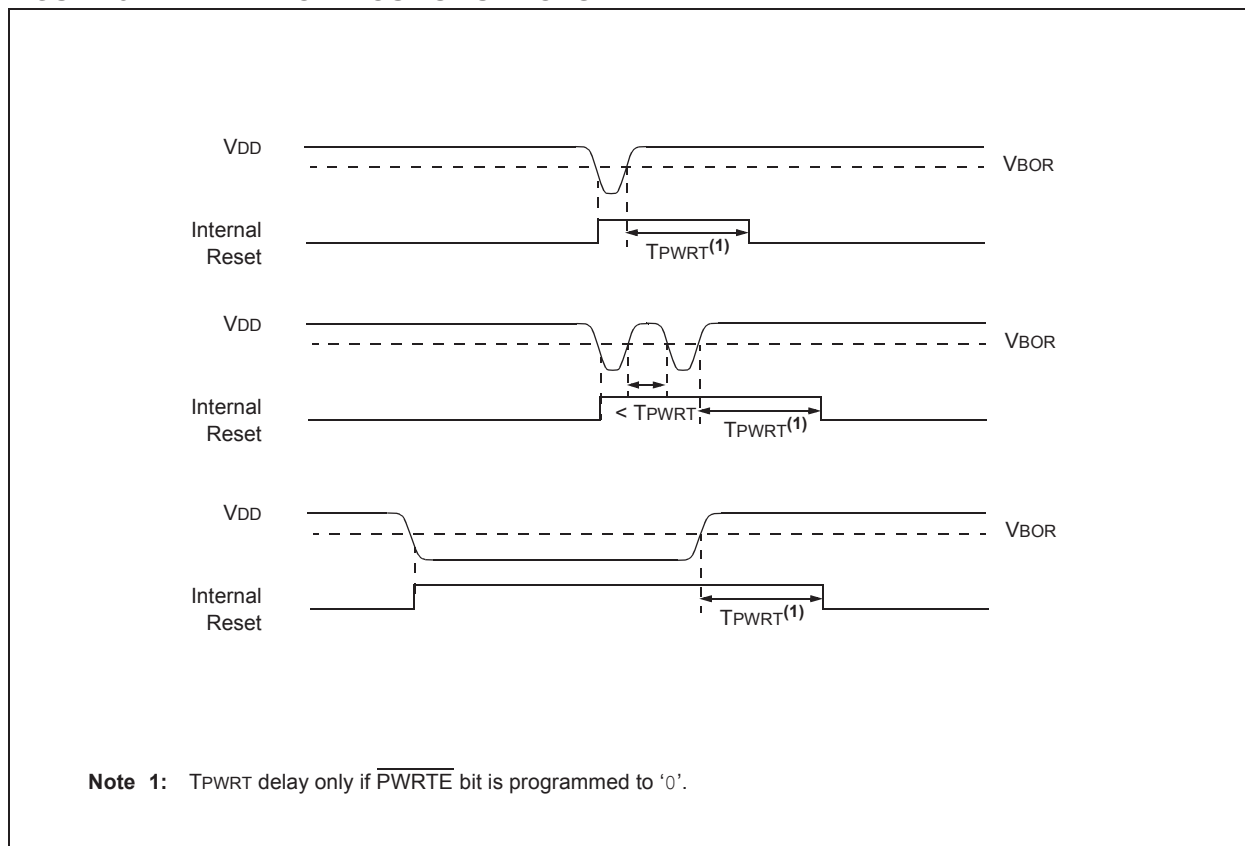 VDD
VBOR
Internal
Reset
TPWRT(1)
VDD
VBOR
Internal
Reset
< TPWRT
TPWRT(1)
VDD
VBOR
Internal
Reset
TPWRT(1)
Note 1: TPWRT delay only if PWRTE bit is programmed to ‘0’.